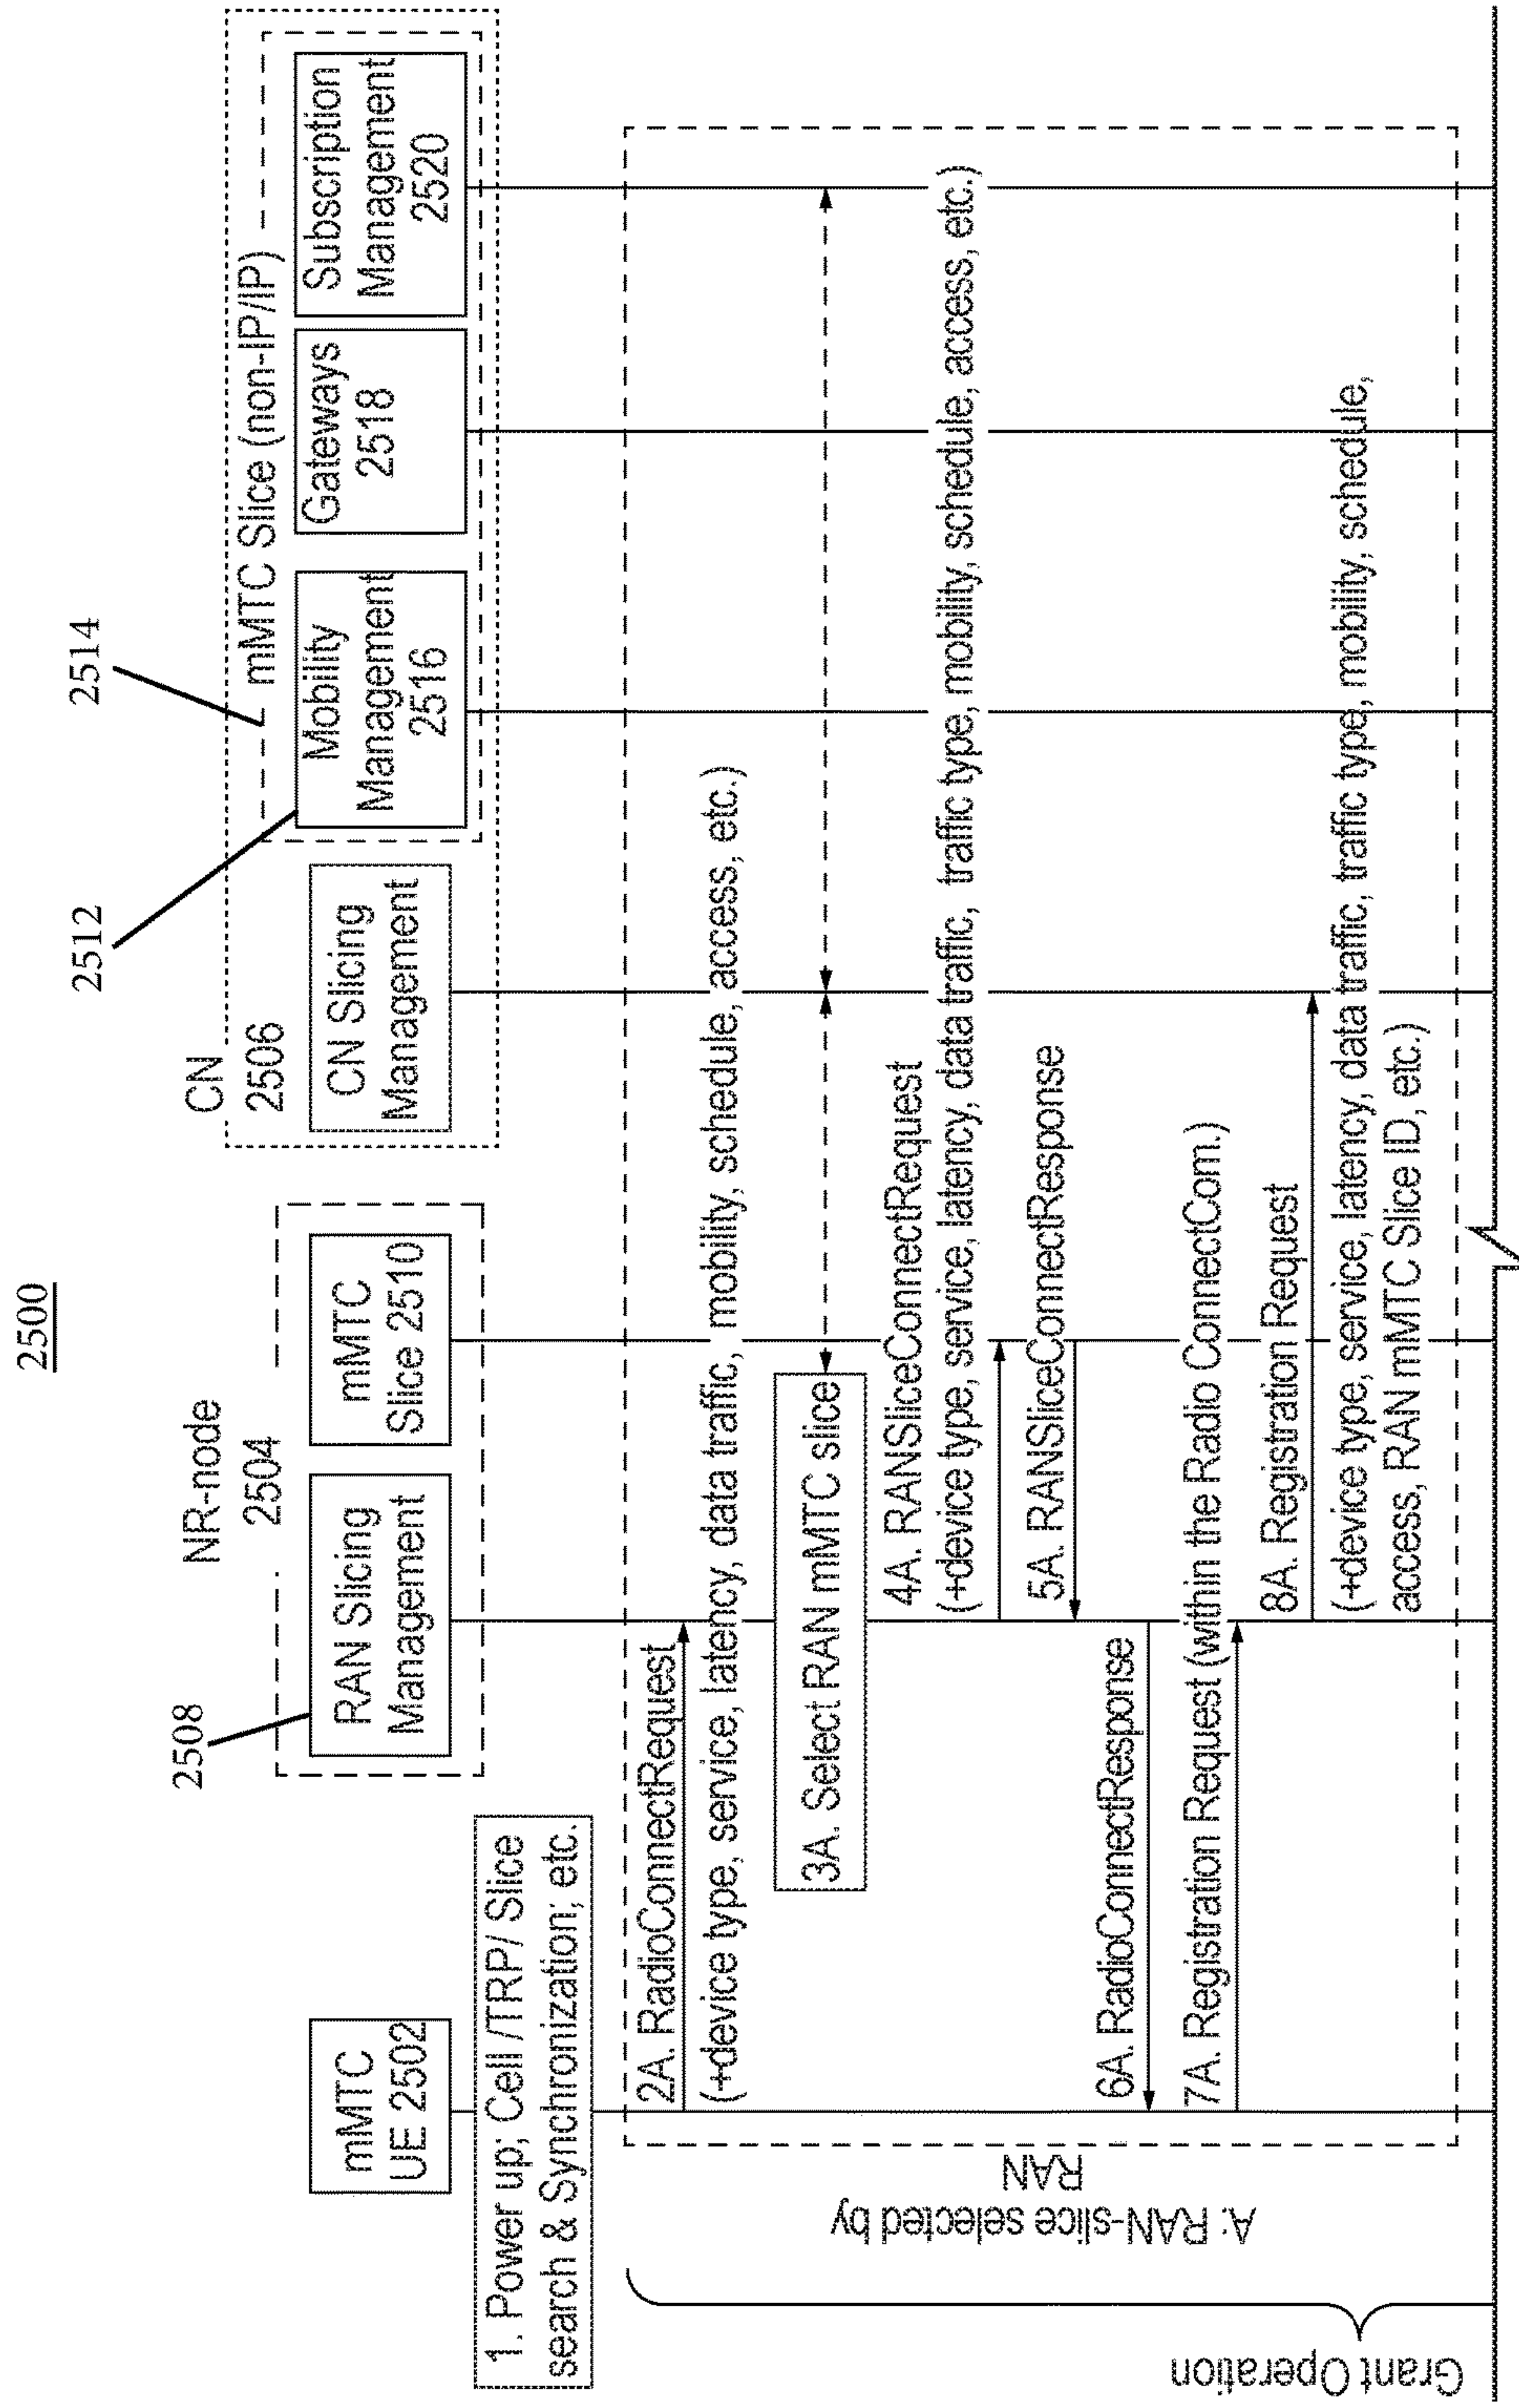 2500
2514
2512
2508
NR-node
2504
CN
2506
mMTC Slice (non-IP/IP)
mMTC
UE 2502
RAN Slicing
Management
mMTC
Slice 2510
CN Slicing
Management
Mobility
Management
2516
Gateways
2518
Subscription
Management
2520
1. Power up; Cell /TRP/ Slice
search & Synchronization; etc.
2A. RadioConnectRequest
(+device type, service, latency, data traffic, mobility, schedule, access, etc.)
3A. Select RAN mMTC slice
4A. RANSliceConnectRequest
(+device type, service, latency, data traffic, traffic type, mobility, schedule, access, etc.)
5A. RANSliceConnectResponse
6A. RadioConnectResponse
7A. Registration Request (within the Radio ConnectCom.)
8A. Registration Request
(+device type, service, latency, data traffic, traffic type, mobility, schedule,
access, RAN mMTC Slice ID, etc.)
A: RAN-slice selected by
RAN
Grant Operation